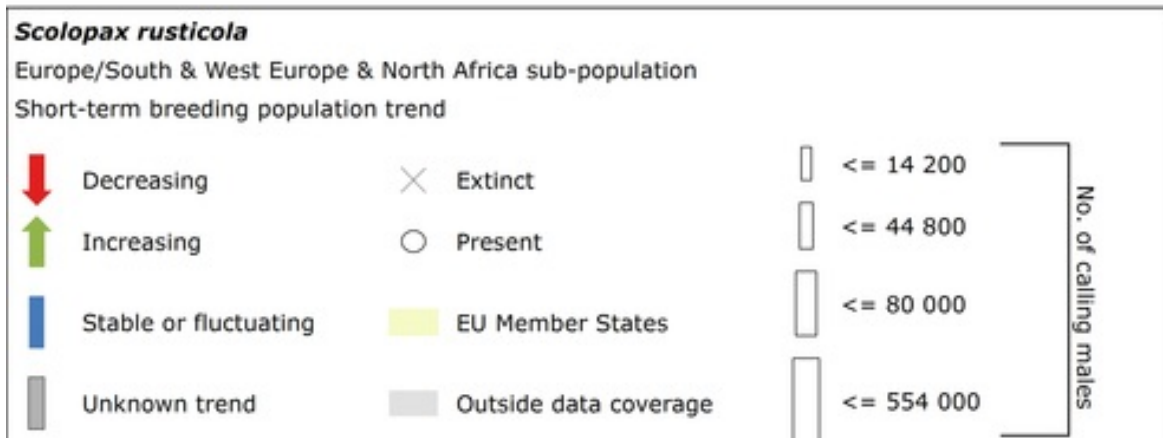 Scolopax rusticola
Europe/South & West Europe & North Africa sub-population
Short-term breeding population trend
Decreasing
Increasing
Stable or fluctuating
Unknown trend
Extinct
Present
EU Member States
Outside data coverage
<= 14 200
<= 44 800
<= 80 000
<= 554 000
No. of calling males